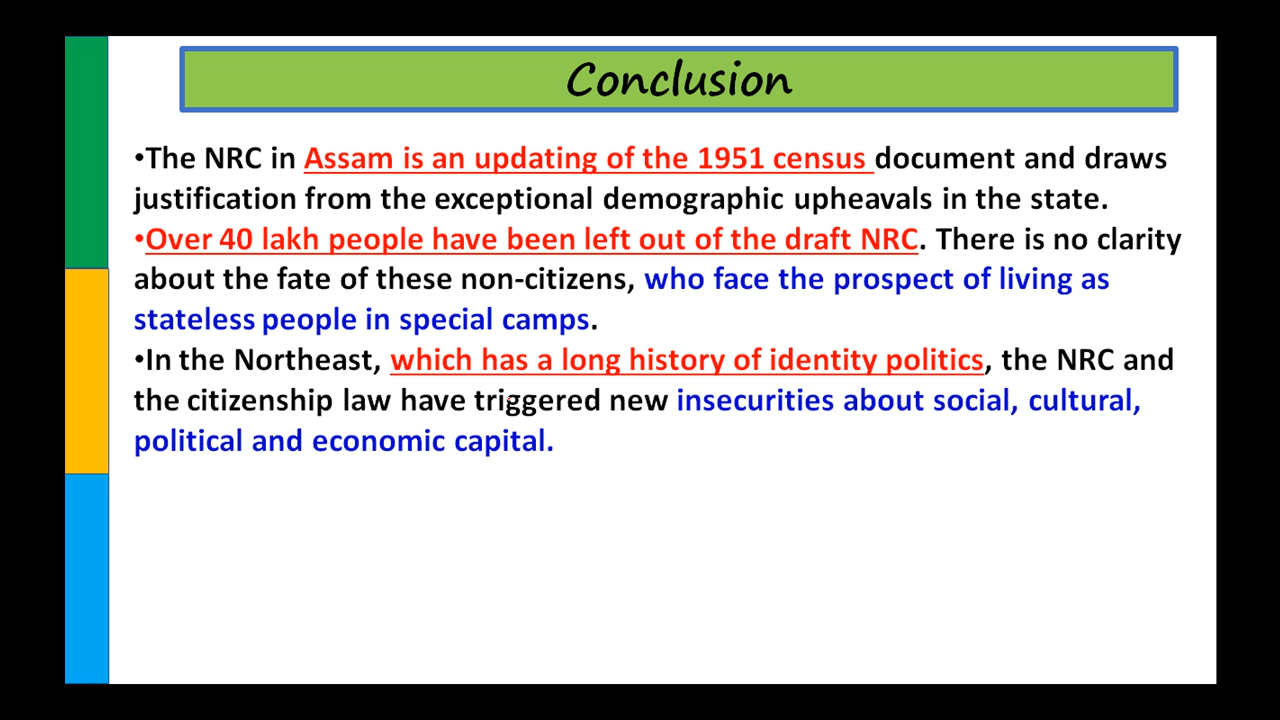 Conclusion
•The NRC in Assam is an updating of the 1951 census document and draws
justification from the exceptional demographic upheavals in the state.
•Over 40 lakh people have been left out of the draft NRC. There is no clarity
about the fate of these non-citizens, who face the prospect of living as
stateless people in special camps.
•In the Northeast, which has a long history of identity politics, the NRC and
the citizenship law have triggered new insecurities about social, cultural,
political and economic capital.